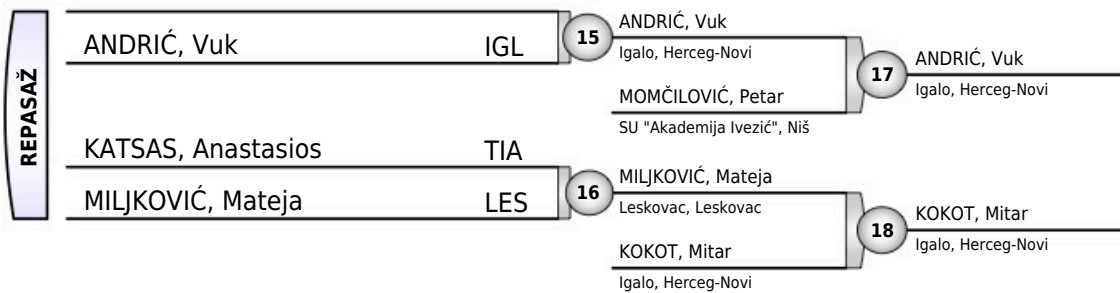 REPASAŽ
ANDRIĆ, Vuk IGL
KATSAS, Anastasios TIA
MILJKOVIĆ, Mateja LES
15
ANDRIĆ, Vuk
Igalo, Herceg-Novi
MOMČILOVIĆ, Petar
SU "Akademija Ivezić", Niš
16
MILJKOVIĆ, Mateja
Leskovac, Leskovac
KOKOT, Mitar
Igalo, Herceg-Novi
17
ANDRIĆ, Vuk
Igalo, Herceg-Novi
18
KOKOT, Mitar
Igalo, Herceg-Novi